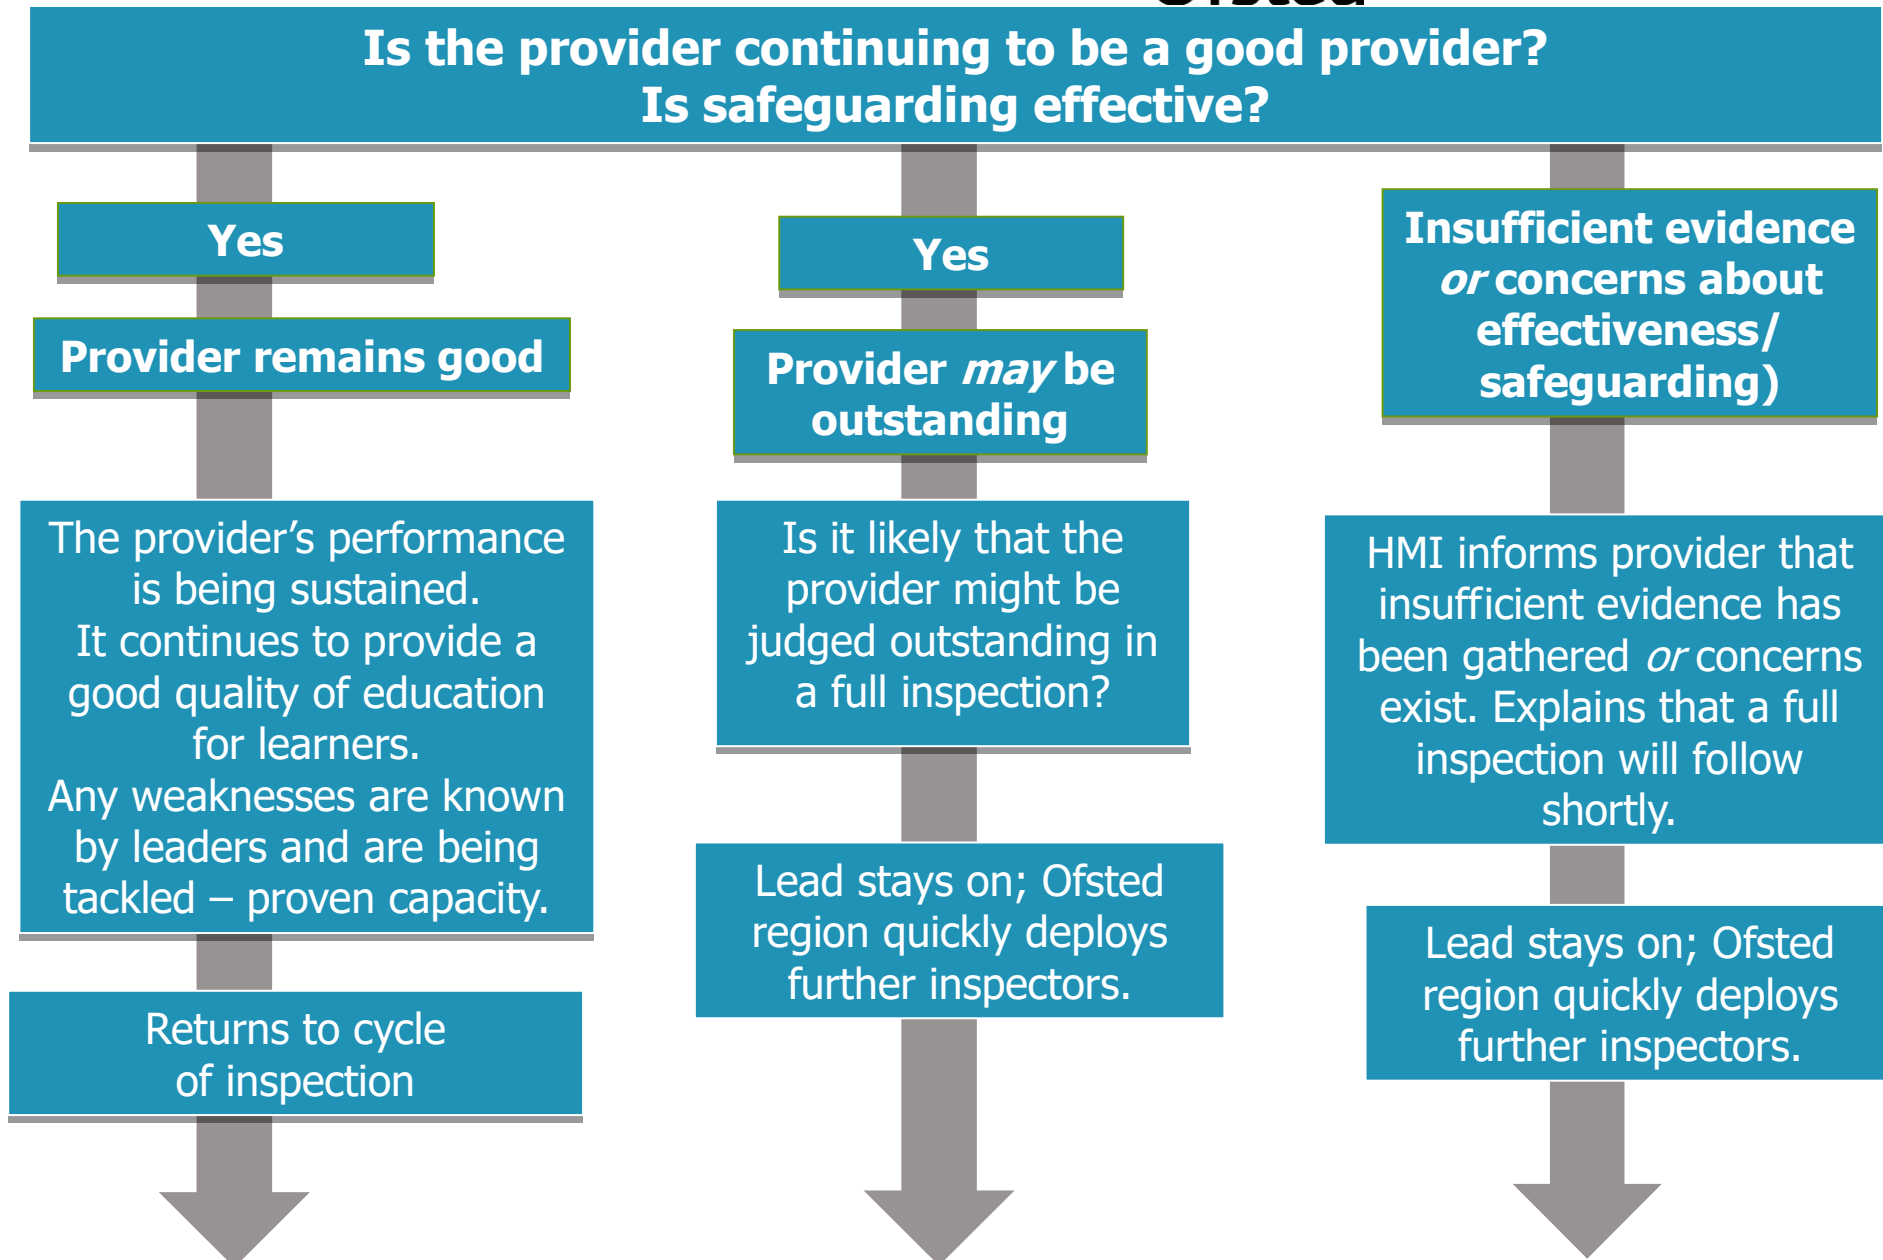 Ofsted
Is the provider continuing to be a good provider?
Is safeguarding effective?
Yes
Provider remains good
The provider’s performance
is being sustained.
It continues to provide a
good quality of education
for learners.
Any weaknesses are known
by leaders and are being
tackled – proven capacity.
Returns to cycle
of inspection
Yes
Provider may be
outstanding
Is it likely that the
provider might be
judged outstanding in
a full inspection?
Lead stays on; Ofsted
region quickly deploys
further inspectors.
Insufficient evidence
or concerns about
effectiveness/
safeguarding)
HMI informs provider that
insufficient evidence has
been gathered or concerns
exist. Explains that a full
inspection will follow
shortly.
Lead stays on; Ofsted
region quickly deploys
further inspectors.